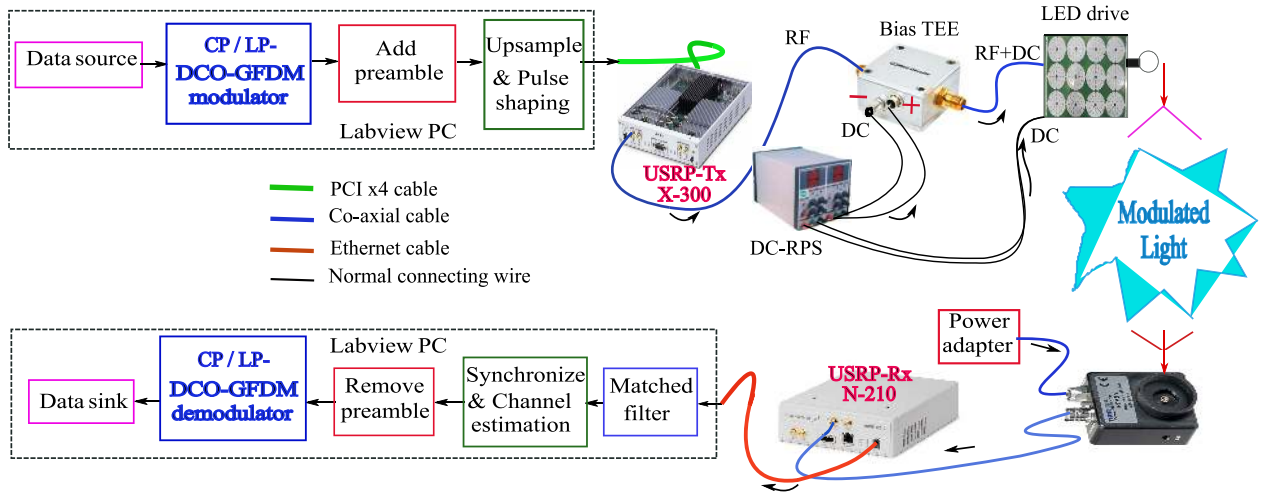 Data source
CP / LP-
DCO-GFDM
modulator
Add
preamble
Upsample
& Pulse
shaping
Labview PC
USRP-Tx
X-300
RF
Bias TEE
DC
RF+DC
LED drive
DC
DC-RPS
PCI x4 cable
Co-axial cable
Ethernet cable
Normal connecting wire
Modulated
Light
Power
adapter
USRP-Rx
N-210
Matched
filter
Synchronize
& Channel
estimation
Labview PC
Remove
preamble
CP / LP-
DCO-GFDM
demodulator
Data sink